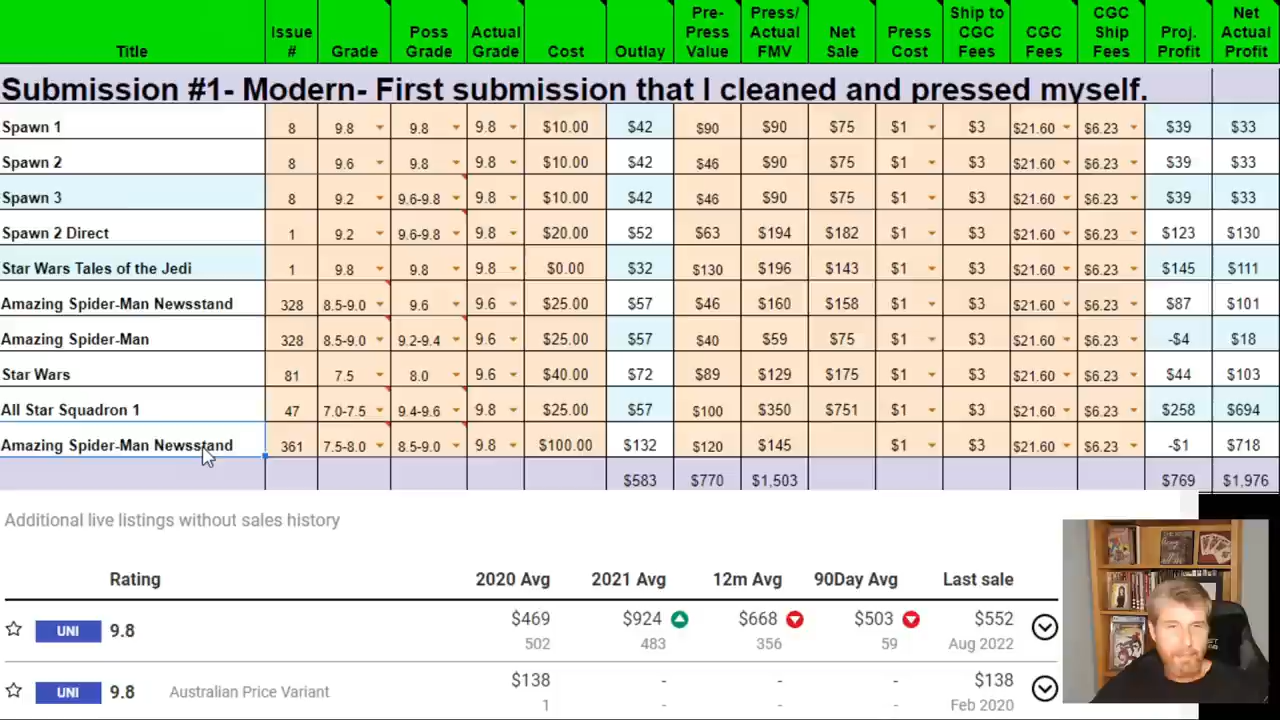 Title Issue # Grade Poss Grade Actual Grade Cost Outlay Pre-Press Value Press/Actual FMV Net Sale Press Cost Ship to CGC Fees CGC Fees CGC Ship Fees Proj. Profit Net Actual Profit
Submission #1- Modern- First submission that I cleaned and pressed myself.
Spawn 1 8 9.8 9.8 9.8 $10.00 $42 $90 $90 $75 $1 $3 $21.60 $6.23 $39 $33
Spawn 2 8 9.6 9.8 9.8 $10.00 $42 $46 $90 $75 $1 $3 $21.60 $6.23 $39 $33
Spawn 3 8 9.2 9.6-9.8 9.8 $10.00 $42 $46 $90 $75 $1 $3 $21.60 $6.23 $39 $33
Spawn 2 Direct 1 9.2 9.6-9.8 9.8 $20.00 $52 $63 $194 $182 $1 $3 $21.60 $6.23 $123 $130
Star Wars Tales of the Jedi 1 9.8 9.8 9.8 $0.00 $32 $130 $196 $143 $1 $3 $21.60 $6.23 $145 $111
Amazing Spider-Man Newsstand 328 8.5-9.0 9.6 9.6 $25.00 $57 $46 $160 $158 $1 $3 $21.60 $6.23 $87 $101
Amazing Spider-Man 328 8.5-9.0 9.2-9.4 9.6 $25.00 $57 $40 $59 $75 $1 $3 $21.60 $6.23 -$4 $18
Star Wars 81 7.5 8.0 9.6 $40.00 $72 $89 $129 $175 $1 $3 $21.60 $6.23 $44 $103
All Star Squadron 1 47 7.0-7.5 9.4-9.6 9.8 $25.00 $57 $100 $350 $751 $1 $3 $21.60 $6.23 $258 $694
Amazing Spider-Man Newsstand 361 7.5-8.0 8.5-9.0 9.8 $100.00 $132 $120 $145 $1 $3 $21.60 $6.23 -$1 $718
$583 $770 $1,503 $769 $1,976
Additional live listings without sales history
Rating 2020 Avg 2021 Avg 12m Avg 90Day Avg Last sale
UNI 9.8 $469 $924 $668 $503 $552
502 483 356 59 Aug 2022
UNI 9.8 Australian Price Variant $138 - - - $138
1 - - - Feb 2020